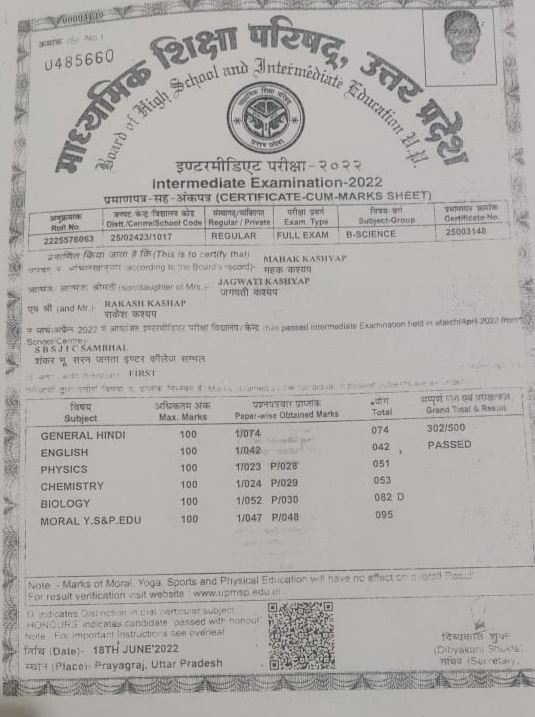 00003149
क्रमांक (Sr No.)
U485660
माध्यमिक शिक्षा परिषद्, उत्तर प्रदेश
Board of High School and Intermediate Education U.P.
इण्टरमीडिएट परीक्षा-२०२२
Intermediate Examination-2022
प्रमाणपत्र-सह-अंकपत्र (CERTIFICATE-CUM-MARKS SHEET)
अनुक्रमांक जनपद/केन्द्र/विद्यालय कोड संस्थागत/व्यक्तिगत परीक्षा प्रकार विषय-वर्ग प्रमाणपत्र क्रमांक
Roll No Distt./Centre/School Code Regular / Private Exam. Type Subject-Group Certificate No.
2225576063 25/02423/1017 REGULAR FULL EXAM B-SCIENCE 25003148
प्रमाणित किया जाता है कि (This is to certify that) MAHAK KASHYAP
(according to the Board's record) महक कश्यप
आत्मजा श्रीमती (son/daughter of Mrs.)- JAGWATI KASHYAP
जगवती कश्यप
एवं श्री (and Mr.) RAKASH KASHAP
राकेश कश्यप
ने मार्च/अप्रैल 2022 में आयोजित इण्टरमीडिएट परीक्षा विद्यालय/केन्द्र (has passed Intermediate Examination held in March/April 2022 from
School/Centre)-
S B S J I C SAMBHAL
शंकर भू. सरन जनता इण्टर कॉलेज सम्भल
FIRST
विषय अधिकतम अंक प्रश्नपत्रवार प्राप्तांक योग सम्पूर्ण योग एवं परीक्षाफल
Subject Max. Marks Paper-wise Obtained Marks Total Grand Total & Result
GENERAL HINDI 100 1/074 074 302/500
ENGLISH 100 1/042 042 PASSED
PHYSICS 100 1/023 P/028 051
CHEMISTRY 100 1/024 P/029 053
BIOLOGY 100 1/052 P/030 082 D
MORAL Y.S&P.EDU 100 1/047 P/048 095
Note :- Marks of Moral, Yoga, Sports and Physical Education will have no effect on overall Result
For result verification visit website : www.upmsp.edu.in
D indicates Distinction in that particular subject.
HONOURS' indicates candidate 'passed with honour'
Note : For important instructions see overleaf
तिथि (Date)- 18TH JUNE'2022
स्थान (Place)- Prayagraj, Uttar Pradesh
दिव्यकांत शुक्ल
(Dibyakant Shukla)
सचिव (Secretary)